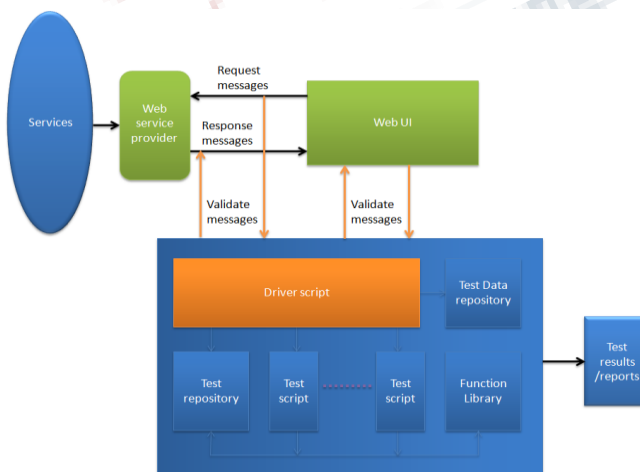 Request
messages
Services
Web
service
provider
Response
messages
Web UI
Validate
messages
Validate
messages
Driver script
Test Data
repository
Test
repository
Test
script
Test
script
Function
Library
Test
results
/reports